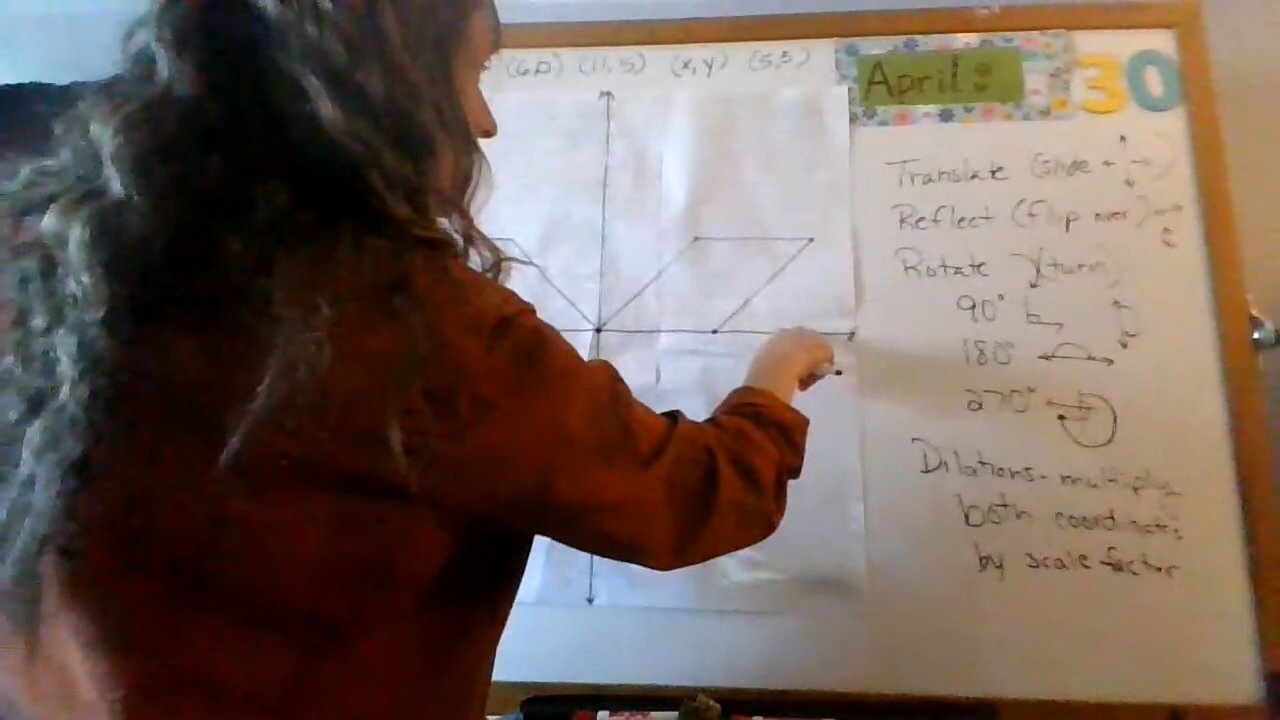 (6,0) (11,5) (x,y) (5,5)
April: 30
Translate (slide
Reflect (flip over)
Rotate (turn)
90°
180°
270°
Dilations - multiply
both coordinates
by scale factor